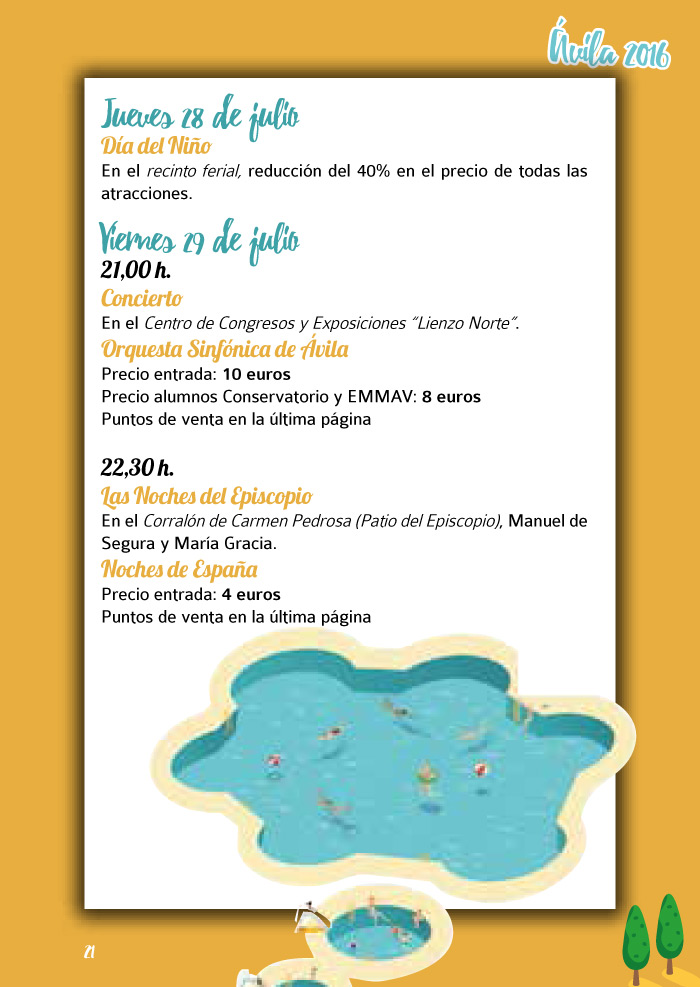 Ávila 2016
Jueves 28 de julio
Día del Niño
En el recinto ferial, reducción del 40% en el precio de todas las
atracciones.
Viernes 29 de julio
21,00 h.
Concierto
En el Centro de Congresos y Exposiciones “Lienzo Norte”.
Orquesta Sinfónica de Ávila
Precio entrada: 10 euros
Precio alumnos Conservatorio y EMMAV: 8 euros
Puntos de venta en la última página
22,30 h.
Las Noches del Episcopio
En el Corralón de Carmen Pedrosa (Patio del Episcopio), Manuel de
Segura y María Gracia.
Noches de España
Precio entrada: 4 euros
Puntos de venta en la última página
21